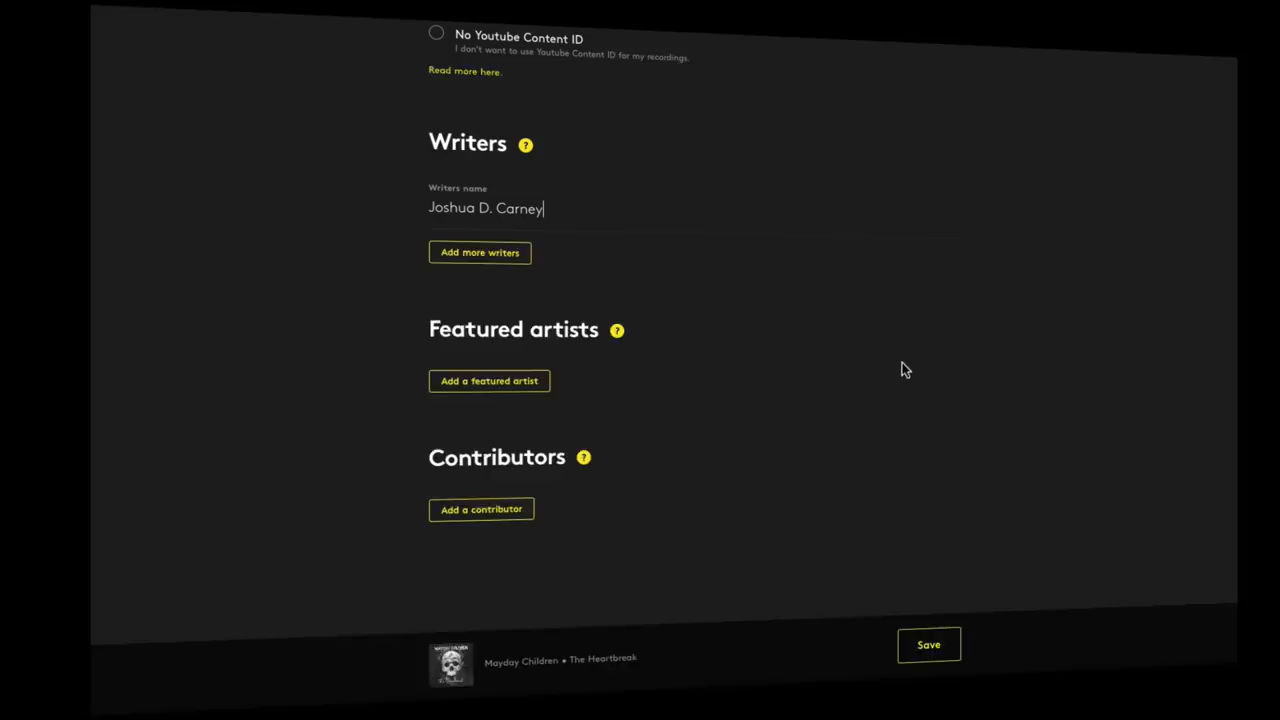 No Youtube Content ID
I don't want to use Youtube Content ID for my recordings.
Read more here.
Writers ?
Writers name
Joshua D. Carney
Add more writers
Featured artists ?
Add a featured artist
Contributors ?
Add a contributor
MAYDAY CHILDREN
Mayday Children • The Heartbreak
Save